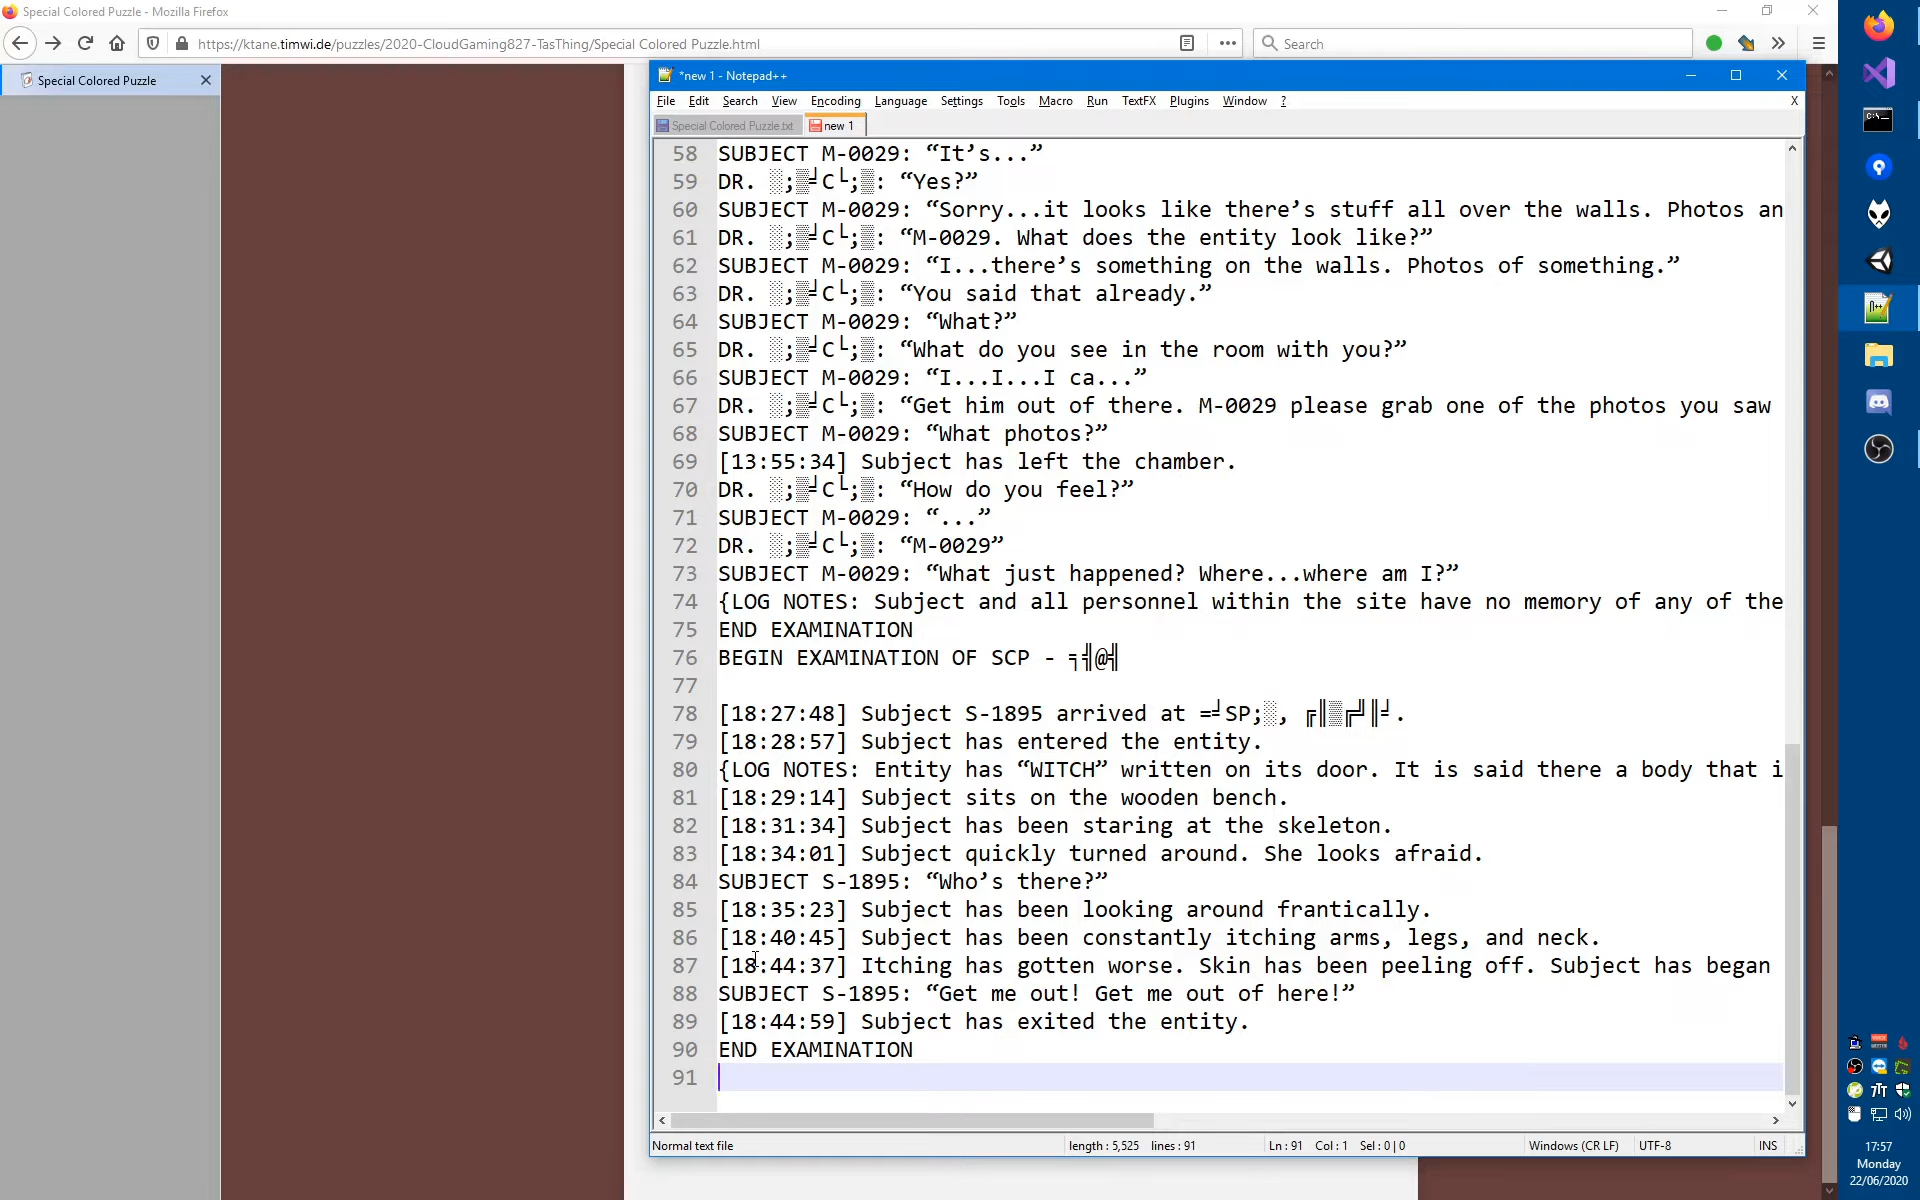 Special Colored Puzzle - Mozilla Firefox
https://ktane.timwi.de/puzzles/2020-CloudGaming827-TasThing/Special Colored Puzzle.html
Search
Special Colored Puzzle
*new 1 - Notepad++
File Edit Search View Encoding Language Settings Tools Macro Run TextFX Plugins Window ? X
Special Colored Puzzle.txt new 1
58 SUBJECT M-0029: “It’s...”
59 DR. ░;▒╛C└;▒: “Yes?”
60 SUBJECT M-0029: “Sorry...it looks like there’s stuff all over the walls. Photos an
61 DR. ░;▒╛C└;▒: “M-0029. What does the entity look like?”
62 SUBJECT M-0029: “I...there’s something on the walls. Photos of something.”
63 DR. ░;▒╛C└;▒: “You said that already.”
64 SUBJECT M-0029: “What?”
65 DR. ░;▒╛C└;▒: “What do you see in the room with you?”
66 SUBJECT M-0029: “I...I...I ca...”
67 DR. ░;▒╛C└;▒: “Get him out of there. M-0029 please grab one of the photos you saw
68 SUBJECT M-0029: “What photos?”
69 [13:55:34] Subject has left the chamber.
70 DR. ░;▒╛C└;▒: “How do you feel?”
71 SUBJECT M-0029: “...”
72 DR. ░;▒╛C└;▒: “M-0029”
73 SUBJECT M-0029: “What just happened? Where...where am I?”
74 {LOG NOTES: Subject and all personnel within the site have no memory of any of the
75 END EXAMINATION
76 BEGIN EXAMINATION OF SCP - ╕╣@╣
77
78 [18:27:48] Subject S-1895 arrived at =╛SP;░, ╔║▒╔╝║╛.
79 [18:28:57] Subject has entered the entity.
80 {LOG NOTES: Entity has “WITCH” written on its door. It is said there a body that i
81 [18:29:14] Subject sits on the wooden bench.
82 [18:31:34] Subject has been staring at the skeleton.
83 [18:34:01] Subject quickly turned around. She looks afraid.
84 SUBJECT S-1895: “Who’s there?”
85 [18:35:23] Subject has been looking around frantically.
86 [18:40:45] Subject has been constantly itching arms, legs, and neck.
87 [18:44:37] Itching has gotten worse. Skin has been peeling off. Subject has began
88 SUBJECT S-1895: “Get me out! Get me out of here!”
89 [18:44:59] Subject has exited the entity.
90 END EXAMINATION
91
Normal text file length : 5,525 lines : 91 Ln : 91 Col : 1 Sel : 0 | 0 Windows (CR LF) UTF-8 INS
17:57
Monday
22/06/2020